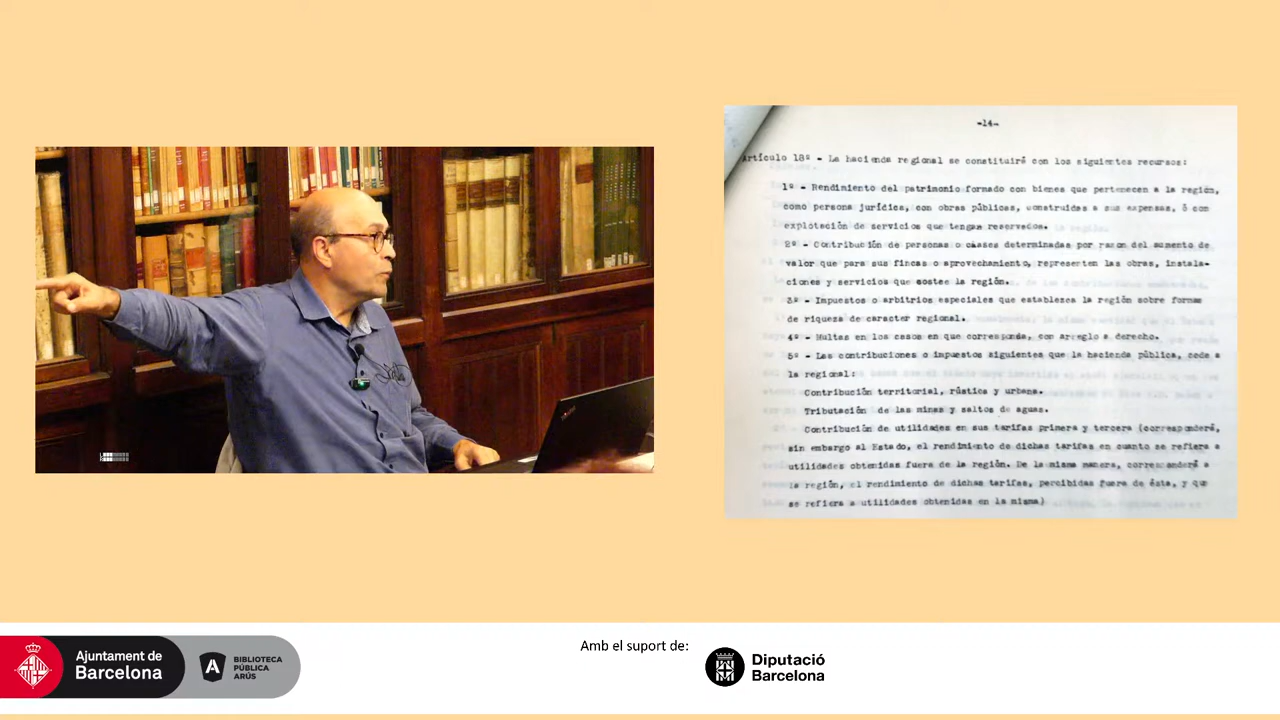 -14-
Artículo 18º - La hacienda regional se constituiré con los siguientes recursos:
1º - Rendimiento del patrimonio formado con bienes que pertenecen a la región,
como persona jurídica, con obras públicas, construidas a sus expensas, ó con
explotación de servicios que tengan reservados.
2º - Contribución de personas o cáses determinadas por razon del aumento de
valor que para sus fincas o aprovechamiento, representen las obras, instala-
ciones y servicios que costee la región.
3º - Impuestos o arbitrios especiales que establezca la región sobre formas
de riqueza de caracter regional.
4º - Multas en los casos en que corresponda, con arreglo a derecho.
5º - Las contribuciones o impuestos siguientes que la hacienda pública, cede a
la regional:
Contribución territorial, rústica y urbana.
Tributación de las minas y saltos de aguas.
Contribución de utilidades en sus tarifas primera y tercera (corresponderé,
sin embargo al Estado, el rendimiento de dichas tarifas en cuanto se refiere a
utilidades obtenidas fuera de la región. De la misma manera, corresponderé a
la región, el rendimiento de dichas tarifas, percibidas fuera de ésta, y que
se refiera a utilidades obtenidas en la misma)
Ajuntament de
Barcelona
A
BIBLIOTECA
PÚBLICA
ARÚS
Amb el suport de:
Diputació
Barcelona